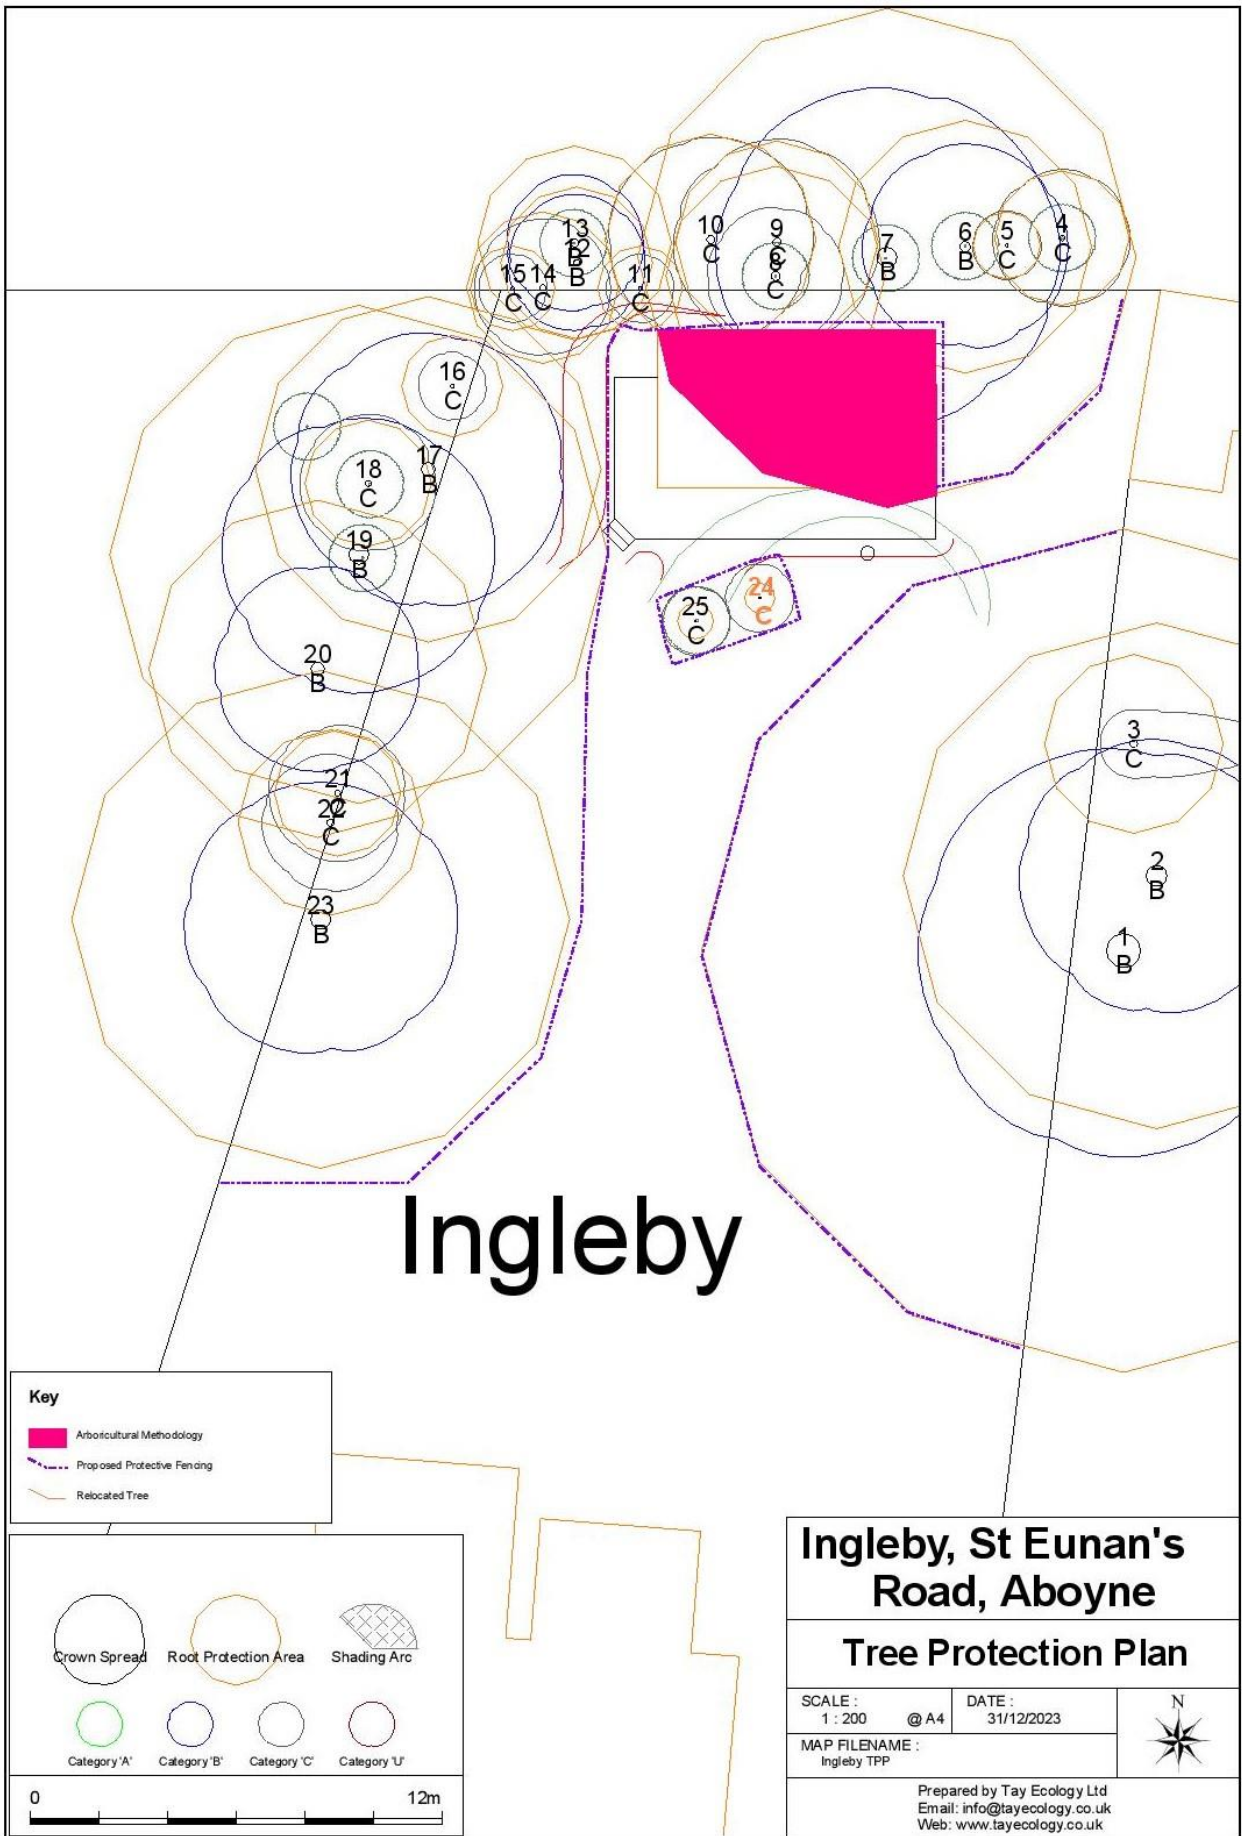 4
C
5
C
6
B
7
B
8
C
9
C
10
C
11
C
12
B
13
B
14
C
15
C
16
C
17
B
18
C
19
B
20
B
21
C
22
C
23
B
24
C
25
C
3
C
2
B
1
B
Ingleby
Key
Arboricultural Methodology
Proposed Protective Fencing
Relocated Tree
Crown Spread Root Protection Area Shading Arc
Category 'A' Category 'B' Category 'C' Category 'U'
0 12m
Ingleby, St Eunan's
Road, Aboyne
Tree Protection Plan
SCALE :
1 : 200 @ A4
DATE :
31/12/2023
N
MAP FILENAME :
Ingleby TPP
Prepared by Tay Ecology Ltd
Email: info@tayecology.co.uk
Web: www.tayecology.co.uk